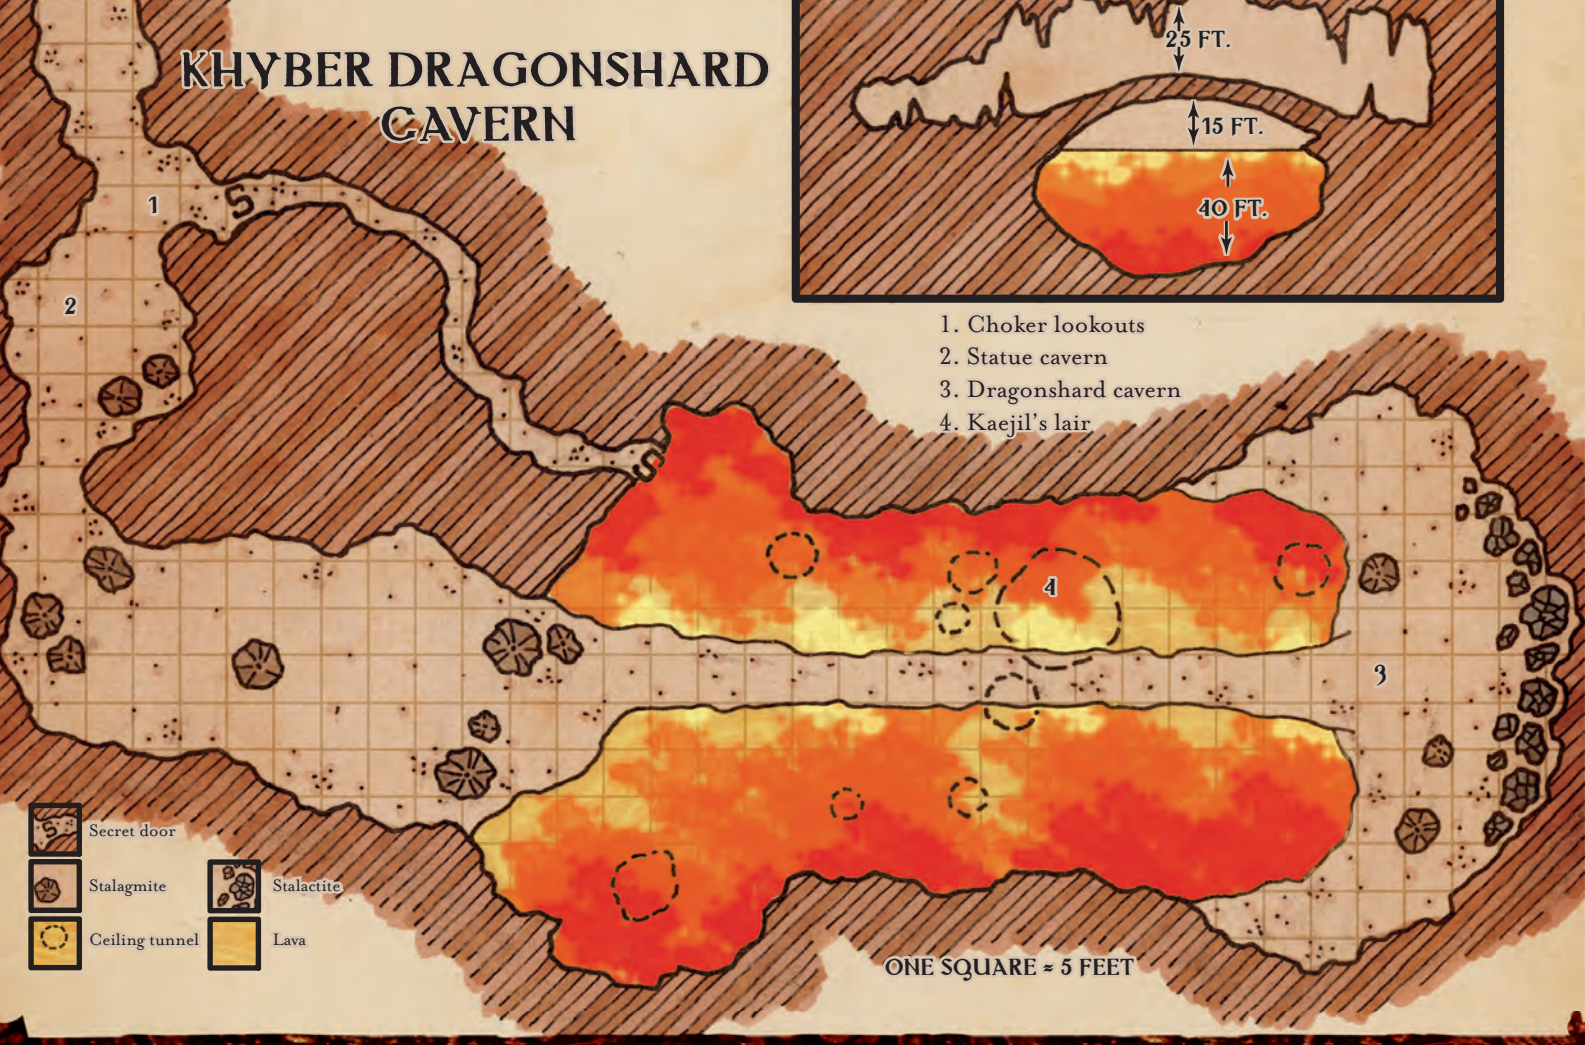 KHYBER DRAGONSHARD
CAVERN
25 FT.
15 FT.
40 FT.
1. Choker lookouts
2. Statue cavern
3. Dragonshard cavern
4. Kaejil's lair
1
S
2
S
4
3
S
Secret door
Stalagmite
Stalactite
Ceiling tunnel
Lava
ONE SQUARE = 5 FEET